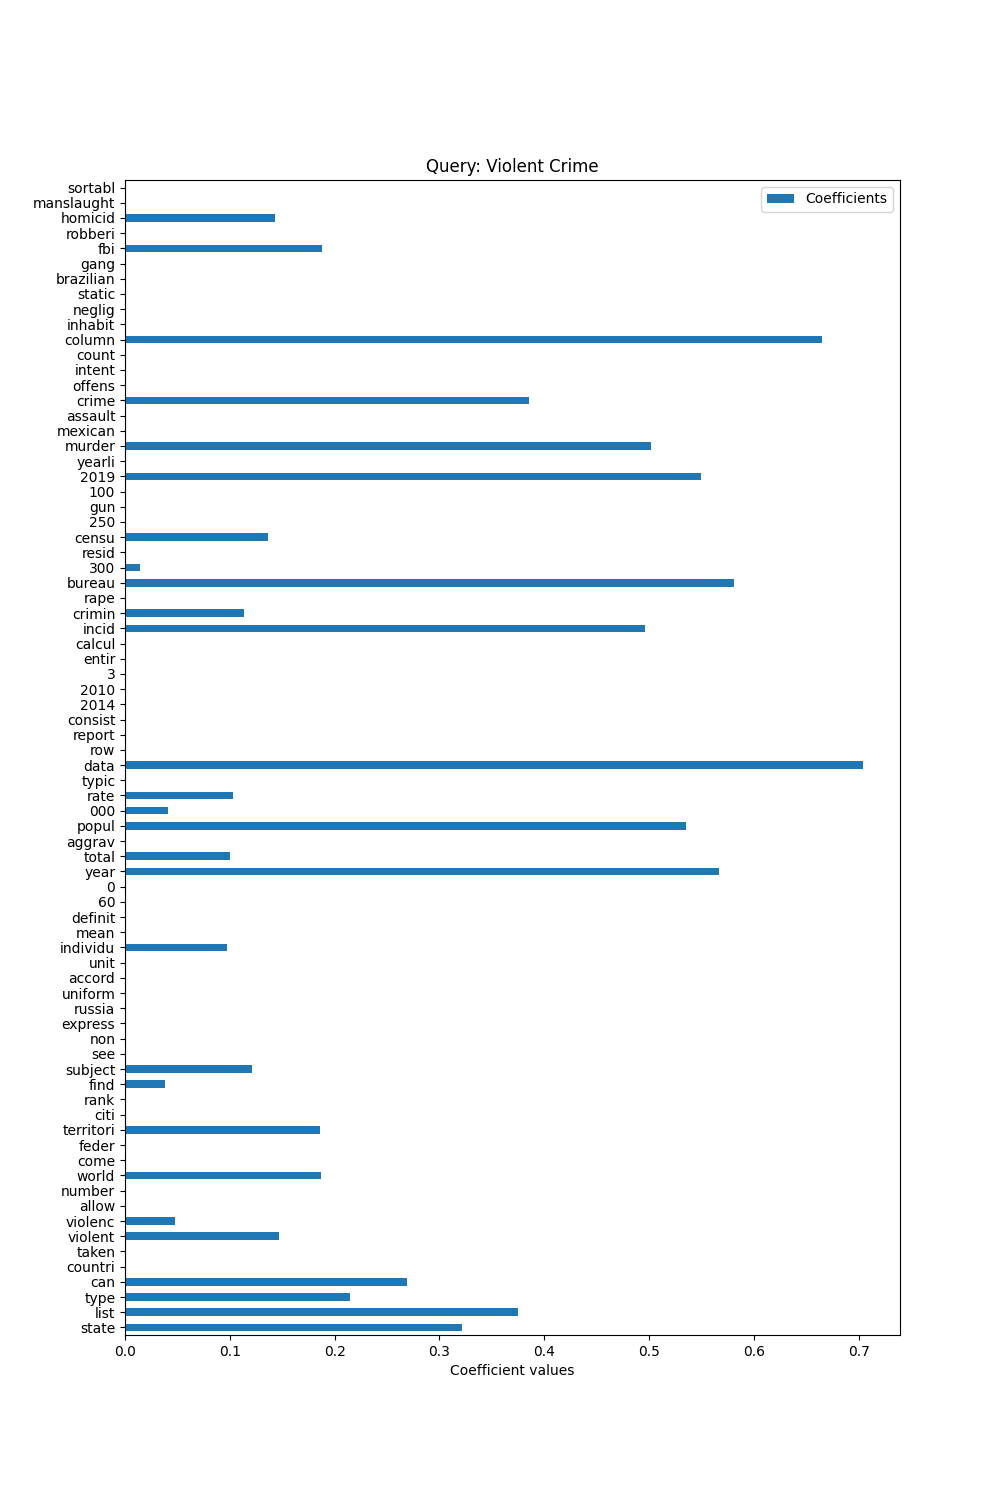 Query: Violent Crime
Coefficients
sortabl
manslaught
homicid
robberi
fbi
gang
brazilian
static
neglig
inhabit
column
count
intent
offens
crime
assault
mexican
murder
yearli
2019
100
gun
250
censu
resid
300
bureau
rape
crimin
incid
calcul
entir
3
2010
2014
consist
report
row
data
typic
rate
000
popul
aggrav
total
year
0
60
definit
mean
individu
unit
accord
uniform
russia
express
non
see
subject
find
rank
citi
territori
feder
come
world
number
allow
violenc
violent
taken
countri
can
type
list
state
0.0 0.1 0.2 0.3 0.4 0.5 0.6 0.7
Coefficient values